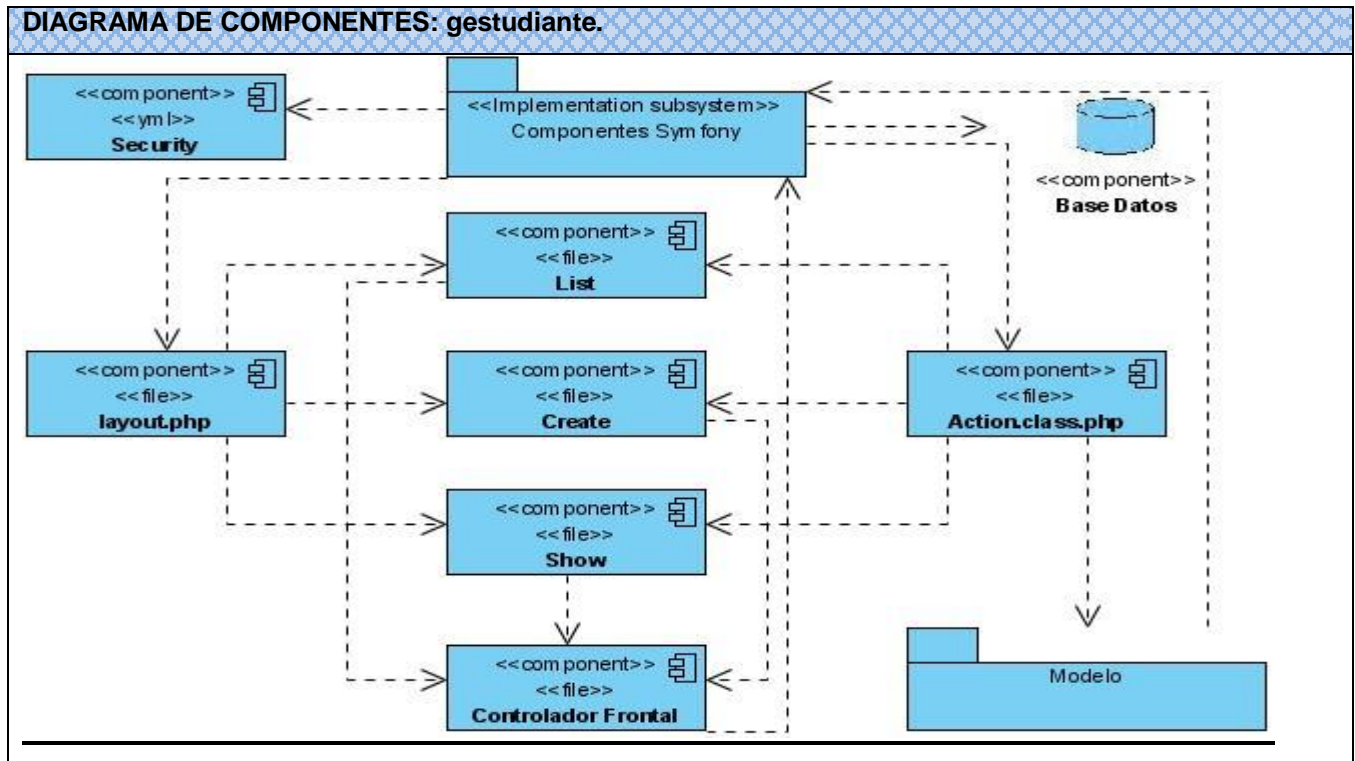 DIAGRAMA DE COMPONENTES: gestudiante.
<<component>>
<<yml>>
Security
<<Implementation subsystem>>
Componentes Symfony
<<component>>
Base Datos
<<component>>
<<file>>
List
<<component>>
<<file>>
layout.php
<<component>>
<<file>>
Create
<<component>>
<<file>>
Action.class.php
<<component>>
<<file>>
Show
<<component>>
<<file>>
Controlador Frontal
Modelo